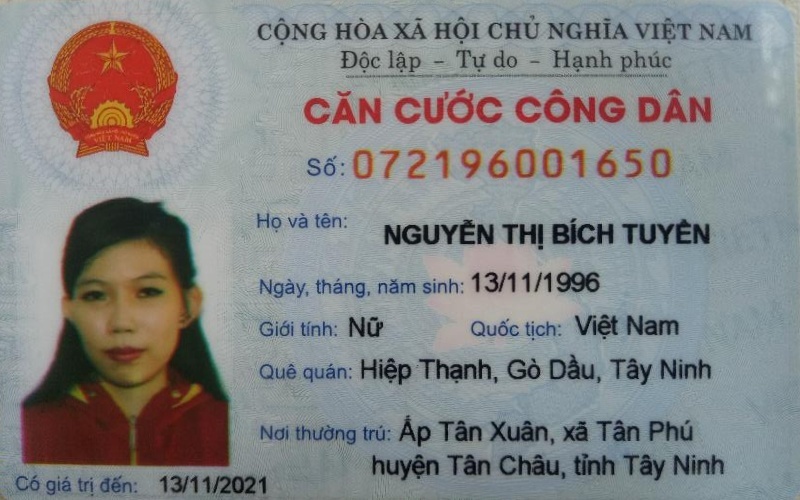 CỘNG HÒA XÃ HỘI CHỦ NGHĨA VIỆT NAM
Độc lập - Tự do - Hạnh phúc
CĂN CƯỚC CÔNG DÂN
Số: 072196001650
Họ và tên: NGUYỄN THỊ BÍCH TUYỀN
Ngày, tháng, năm sinh: 13/11/1996
Giới tính: Nữ Quốc tịch: Việt Nam
Quê quán: Hiệp Thạnh, Gò Dầu, Tây Ninh
Nơi thường trú: Ấp Tân Xuân, xã Tân Phú
huyện Tân Châu, tỉnh Tây Ninh
Có giá trị đến: 13/11/2021
VIỆT NAM